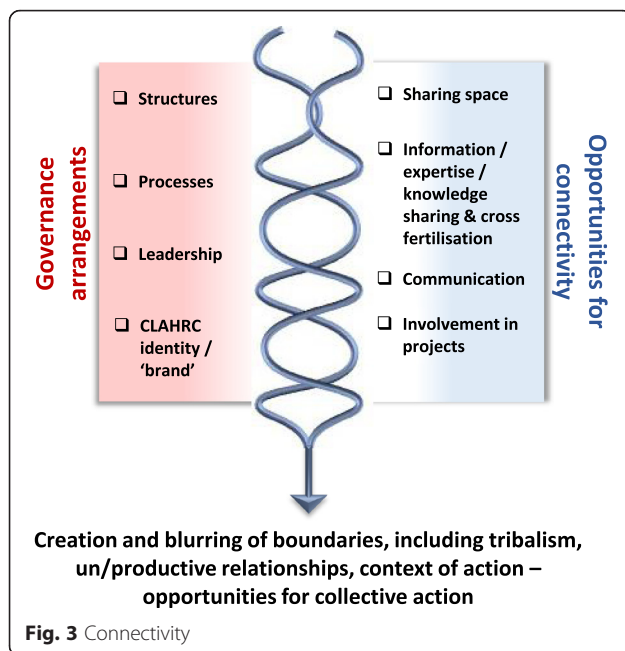 Governance
arrangements
❑ Structures
❑ Processes
❑ Leadership
❑ CLAHRC
identity /
‘brand’
❑ Sharing space
❑ Information /
expertise /
knowledge
sharing & cross
fertilisation
❑ Communication
❑ Involvement in
projects
Opportunities for
connectivity
Creation and blurring of boundaries, including tribalism,
un/productive relationships, context of action –
opportunities for collective action
Fig. 3 Connectivity